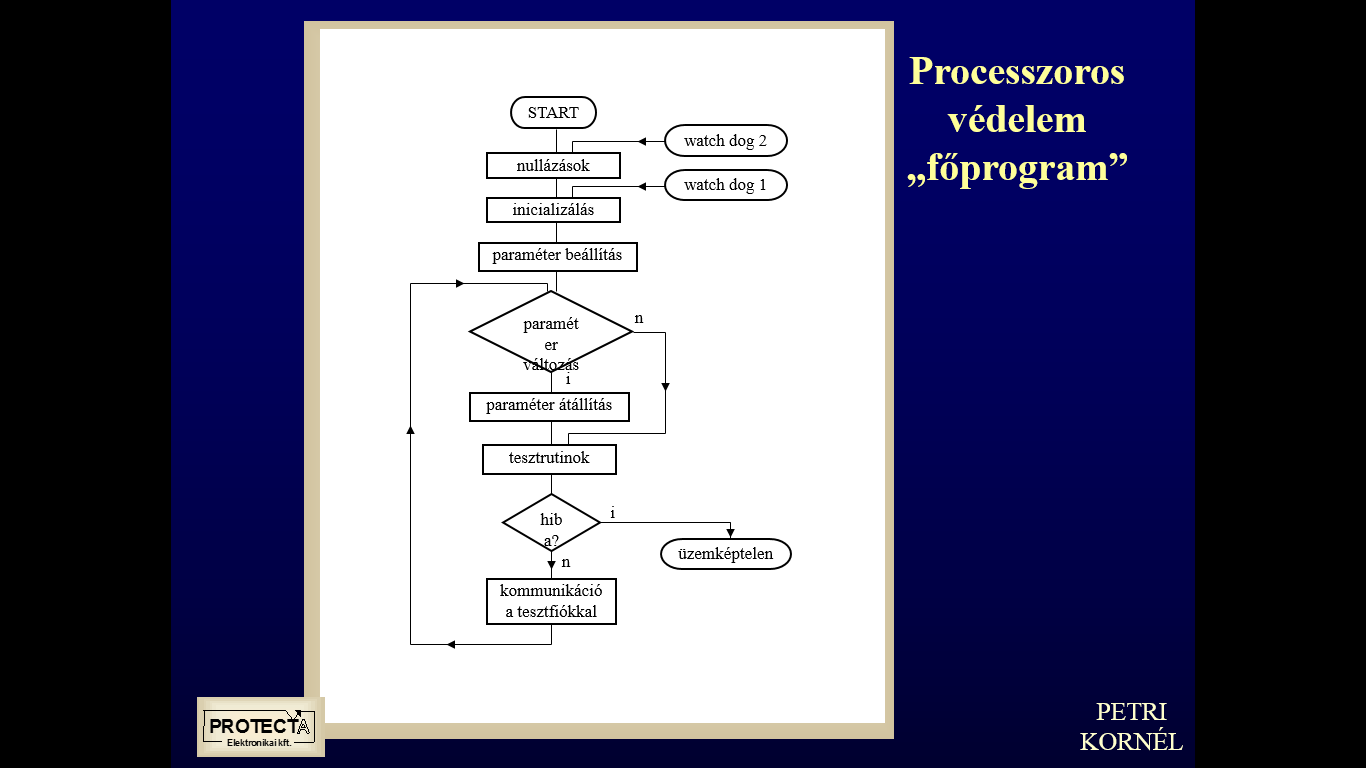 Processzoros
védelem
„főprogram”
START
watch dog 2
nullázások
watch dog 1
inicializálás
paraméter beállítás
n
paramét
er
változás
i
paraméter átállítás
tesztrutinok
i
hib
a?
üzemképtelen
n
kommunikáció
a tesztfiókkal
PROTECTA
Elektronikai kft.
PETRI
KORNÉL